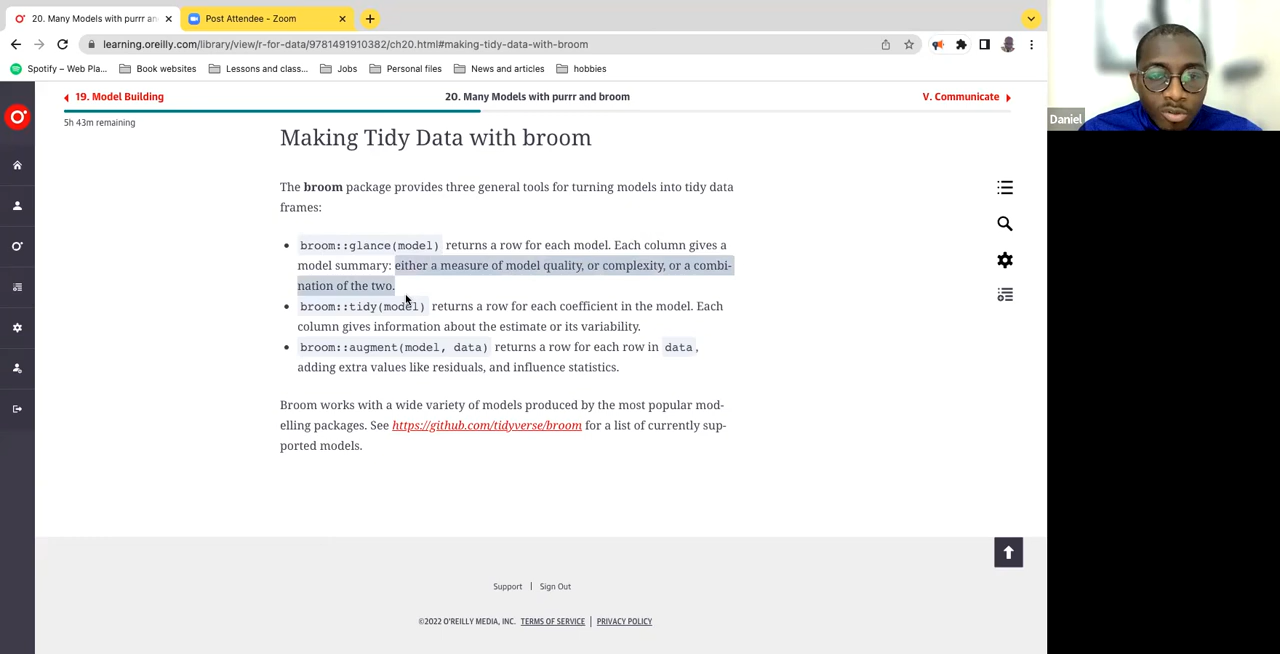 20. Many Models with purrr an
Post Attendee - Zoom
learning.oreilly.com/library/view/r-for-data/9781491910382/ch20.html#making-tidy-data-with-broom
Spotify – Web Pla... Book websites Lessons and class... Jobs Personal files News and articles hobbies
19. Model Building 20. Many Models with purrr and broom V. Communicate
5h 43m remaining
Making Tidy Data with broom
The broom package provides three general tools for turning models into tidy data
frames:
• broom::glance(model) returns a row for each model. Each column gives a
model summary: either a measure of model quality, or complexity, or a combi-
nation of the two.
• broom::tidy(model) returns a row for each coefficient in the model. Each
column gives information about the estimate or its variability.
• broom::augment(model, data) returns a row for each row in data,
adding extra values like residuals, and influence statistics.
Broom works with a wide variety of models produced by the most popular mod-
elling packages. See https://github.com/tidyverse/broom for a list of currently sup-
ported models.
Support | Sign Out
©2022 O'REILLY MEDIA, INC. TERMS OF SERVICE | PRIVACY POLICY
Daniel